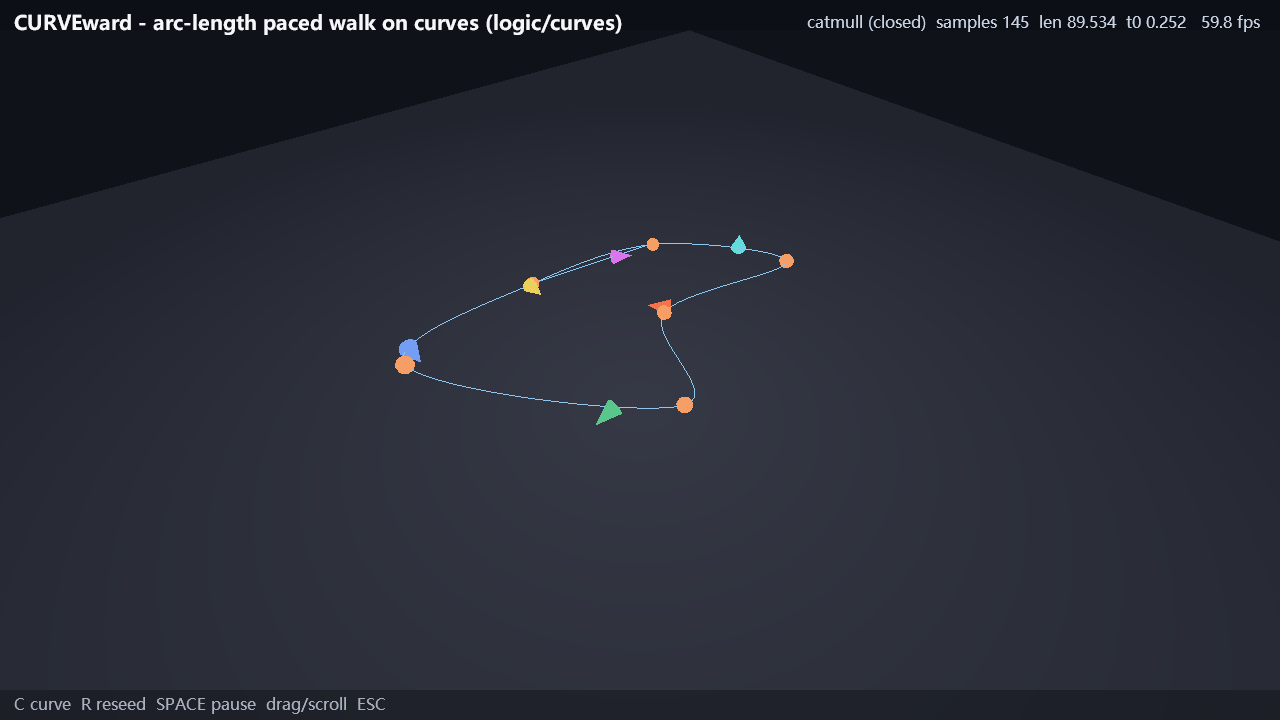 CURVEward - arc-length paced walk on curves (logic/curves)
catmull (closed)  samples 145  len 89.534  t0 0.252   59.8 fps
C curve  R reseed  SPACE pause  drag/scroll  ESC